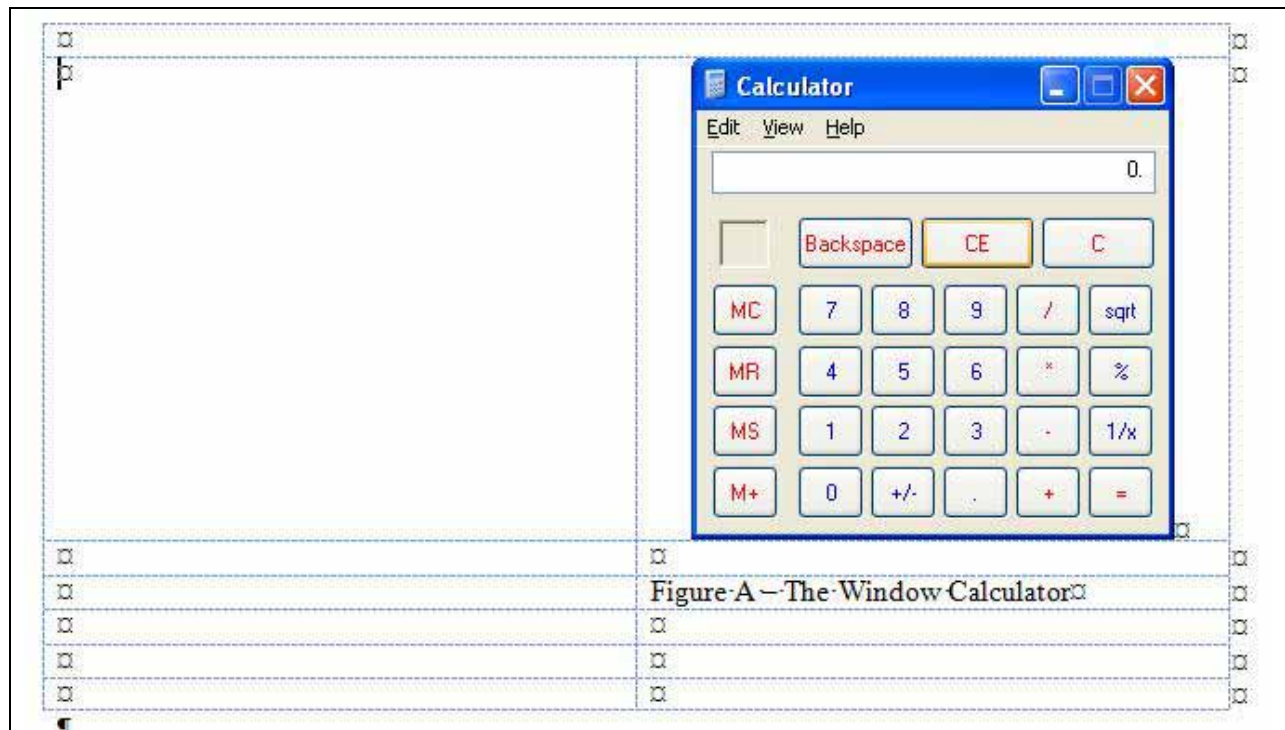 Calculator
Edit View Help
0.
Backspace CE C
MC 7 8 9 / sqrt
MR 4 5 6 * %
MS 1 2 3 - 1/x
M+ 0 +/- . + =
Figure A – The Window Calculator